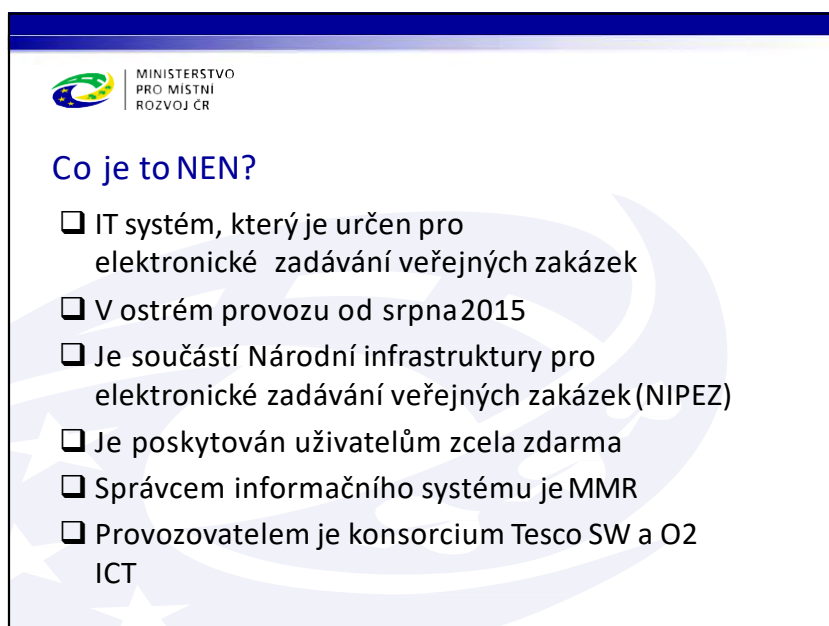 MINISTERSTVO
PRO MÍSTNÍ
ROZVOJ ČR
Co je to NEN?
❑ IT systém, který je určen pro
elektronické zadávání veřejných zakázek
❑ V ostrém provozu od srpna 2015
❑ Je součástí Národní infrastruktury pro
elektronické zadávání veřejných zakázek (NIPEZ)
❑ Je poskytován uživatelům zcela zdarma
❑ Správcem informačního systému je MMR
❑ Provozovatelem je konsorcium Tesco SW a O2
ICT